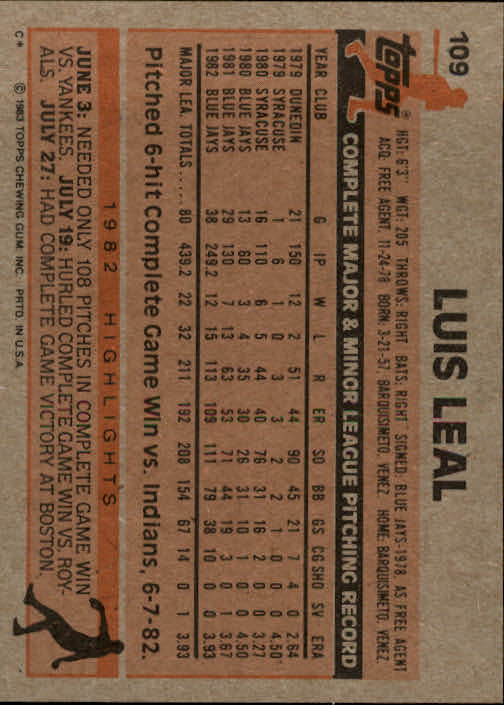 109
topps®
LUIS LEAL
HGT: 6'3" WGT: 205 THROWS: RIGHT BATS: RIGHT SIGNED: BLUE JAYS-1978 AS FREE AGENT
ACQ: FREE AGENT, 11-24-78 BORN: 3-21-57, BARQUISIMETO, VENEZ. HOME: BARQUISIMETO, VENEZ.
COMPLETE MAJOR & MINOR LEAGUE PITCHING RECORD
YEAR CLUB G IP W L R ER SO BB GS CG SHO SV ERA
1979 DUNEDIN 21 150 12 2 51 44 90 45 21 7 4 0 2.64
1979 SYRACUSE 1 6 1 0 3 3 2 2 1 0 0 0 4.50
1980 SYRACUSE 16 110 6 5 44 40 76 31 16 2 0 0 3.27
1980 BLUE JAYS 13 60 3 4 35 30 26 31 10 1 0 0 4.50
1981 BLUE JAYS 29 130 7 13 63 53 71 44 19 3 0 1 3.67
1982 BLUE JAYS 38 249.2 12 15 113 109 111 79 38 10 0 0 3.93
MAJOR LEA. TOTALS..... 80 439.2 22 32 211 192 208 154 67 14 0 1 3.93
Pitched 6-hit Complete Game Win vs. Indians, 6-7-82.
1982 HIGHLIGHTS
JUNE 3: NEEDED ONLY 108 PITCHES IN COMPLETE GAME WIN
VS. YANKEES. JULY 19: HURLED COMPLETE GAME WIN VS. ROY-
ALS. JULY 27: HAD COMPLETE GAME VICTORY AT BOSTON.
C* © 1983 TOPPS CHEWING GUM, INC. PRTD. IN U.S.A.